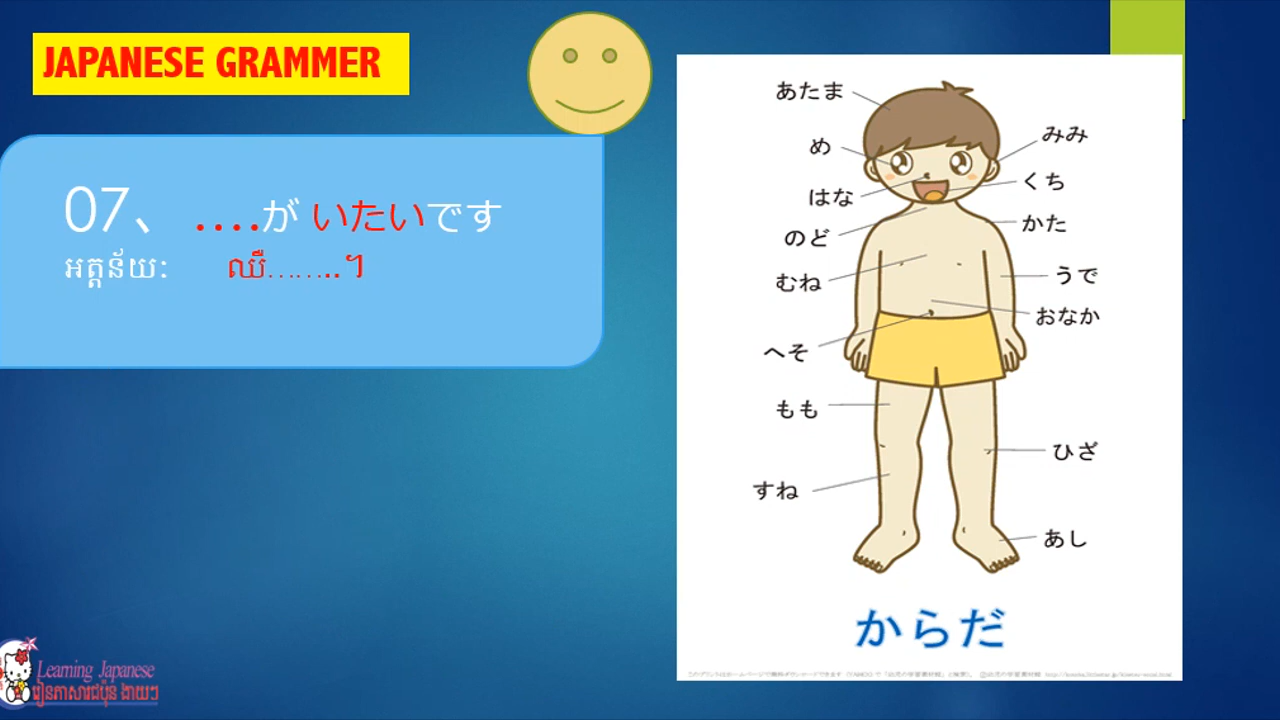 JAPANESE GRAMMER
07、 ....が いたいです
អត្តន័យៈ ឈឺ……..។
あたま
め
はな
のど
むね
へそ
もも
すね
みみ
くち
かた
うで
おなか
ひざ
あし
からだ
Learning Japanese
រៀនភាសារជប៉ុន ងាយៗ